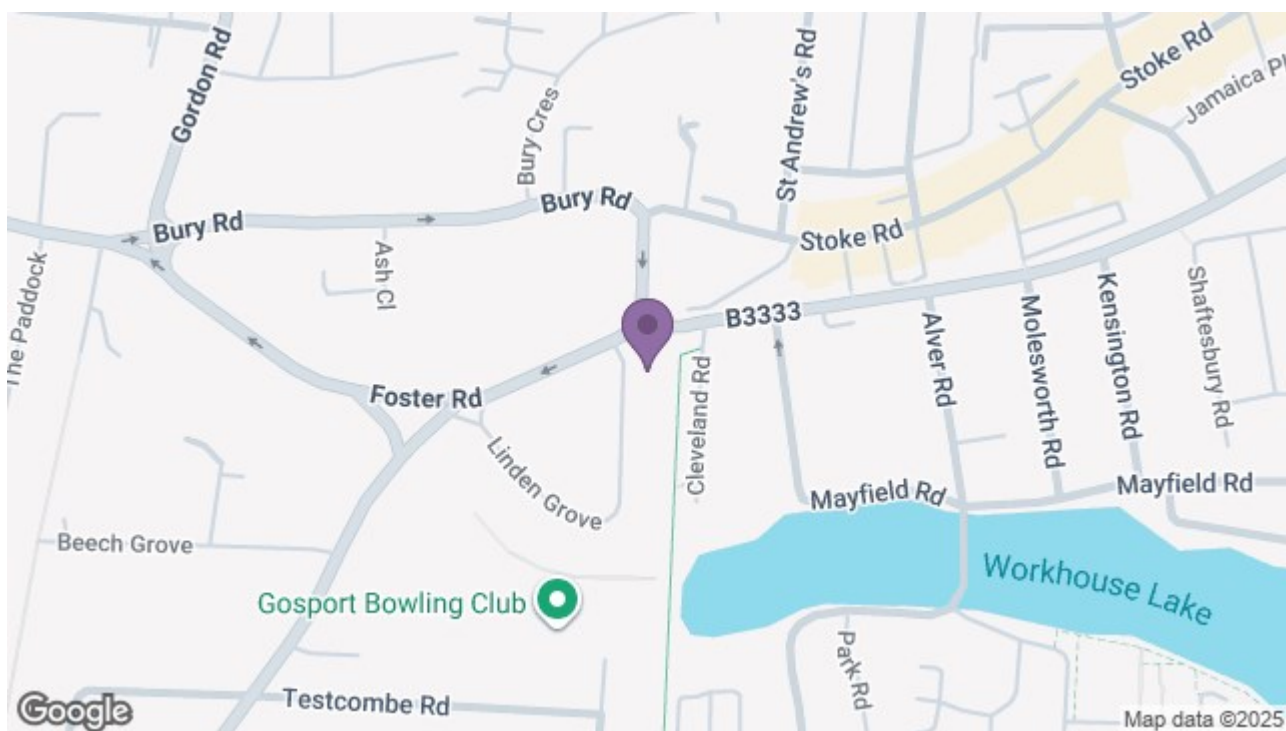 Gordon Rd
Bury Cres
St Andrew's Rd
Stoke Rd
Jamaica Pl
Bury Rd
Bury Rd
Stoke Rd
The Paddock
Ash Cl
B3333
Foster Rd
Cleveland Rd
Alver Rd
Molesworth Rd
Kensington Rd
Shaftesbury Rd
Linden Grove
Mayfield Rd
Mayfield Rd
Beech Grove
Gosport Bowling Club
Workhouse Lake
Park Rd
Testcombe Rd
Google
Map data ©2025